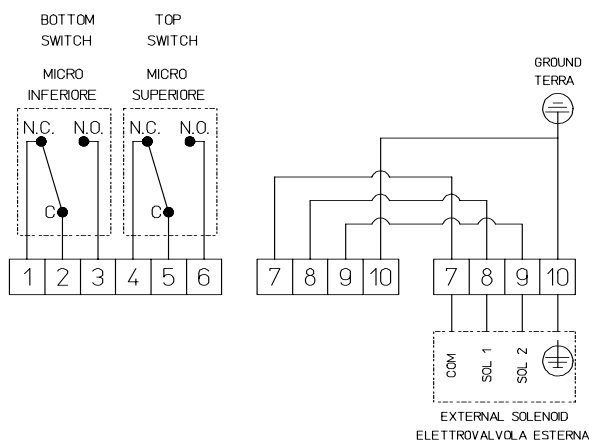 BOTTOM
SWITCH
TOP
SWITCH
MICRO
INFERIORE
MICRO
SUPERIORE
N.C. N.O. N.C. N.O.
C C
GROUND
TERRA
1 2 3 4 5 6 7 8 9 10 7 8 9 10
COM
SOL 1
SOL 2
EXTERNAL SOLENOID
ELETTROVALVOLA ESTERNA